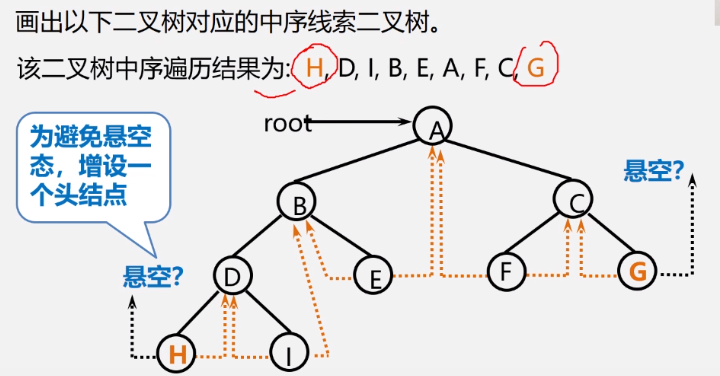 画出以下二叉树对应的中序线索二叉树。
该二叉树中序遍历结果为: H, D, I, B, E, A, F, C, G
root
A
为避免悬空
态，增设一
个头结点
悬空?
B
C
悬空?
D
E
F
G
H
I